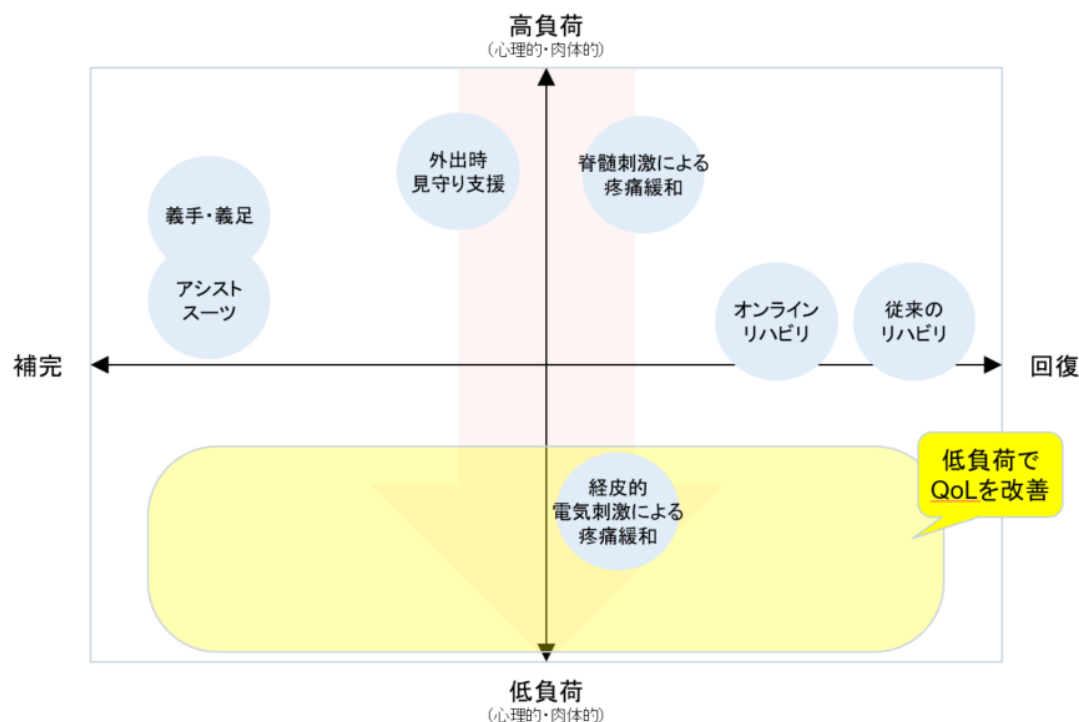 高負荷
（心理的・肉体的）
外出時
見守り支援
脊髄刺激による
疼痛緩和
義手・義足
アシスト
スーツ
オンライン
リハビリ
従来の
リハビリ
補完
回復
低負荷で
QoLを改善
経皮的
電気刺激による
疼痛緩和
低負荷
（心理的・肉体的）